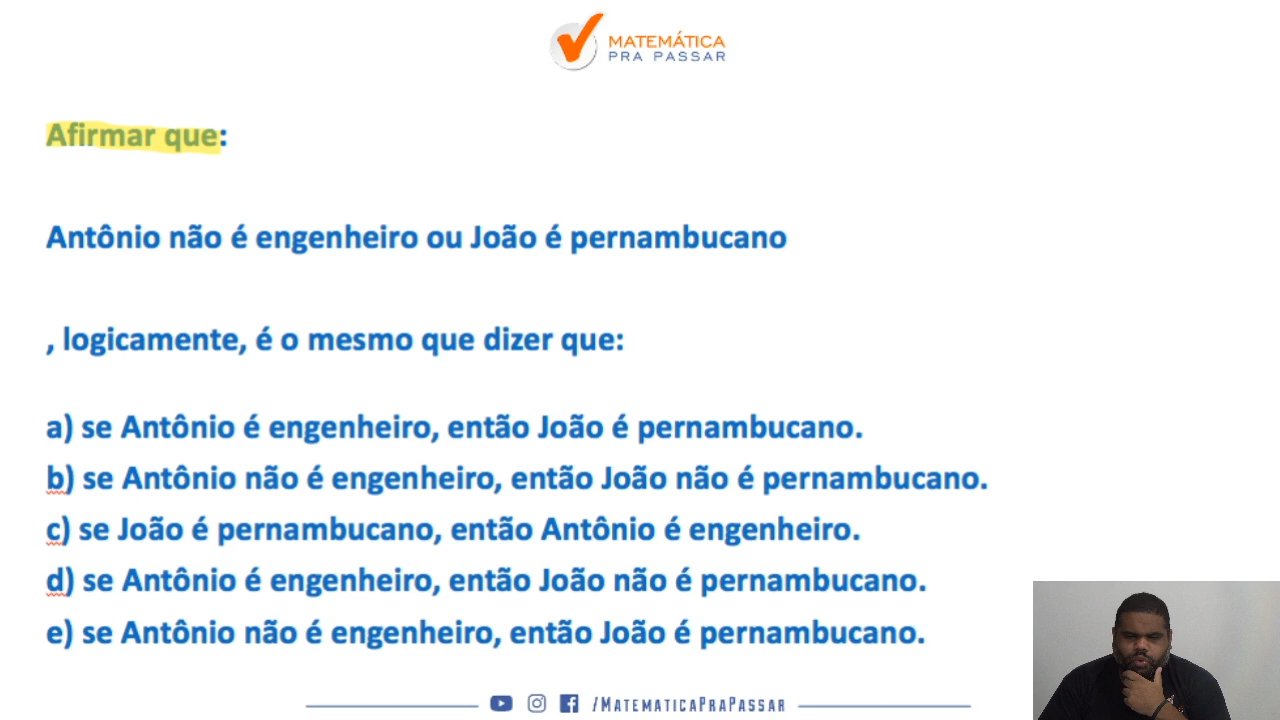 MATEMÁTICA
PRA PASSAR
Afirmar que:
Antônio não é engenheiro ou João é pernambucano
, logicamente, é o mesmo que dizer que:
a) se Antônio é engenheiro, então João é pernambucano.
b) se Antônio não é engenheiro, então João não é pernambucano.
c) se João é pernambucano, então Antônio é engenheiro.
d) se Antônio é engenheiro, então João não é pernambucano.
e) se Antônio não é engenheiro, então João é pernambucano.
/MATEMATICAPRAPASSAR